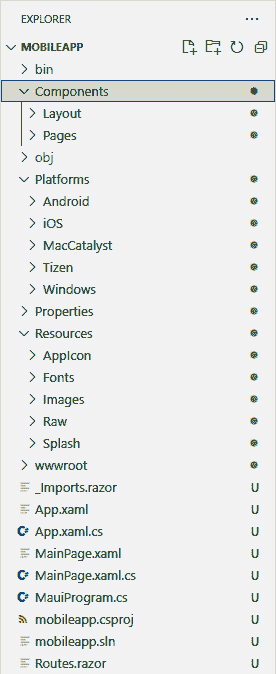 EXPLORER
MOBILEAPP
bin
Components
Layout
Pages
obj
Platforms
Android
iOS
MacCatalyst
Tizen
Windows
Properties
Resources
AppIcon
Fonts
Images
Raw
Splash
wwwroot
_Imports.razor U
App.xaml U
C# App.xaml.cs U
MainPage.xaml U
C# MainPage.xaml.cs U
C# MauiProgram.cs U
mobileapp.csproj U
mobileapp.sln U
Routes.razor U